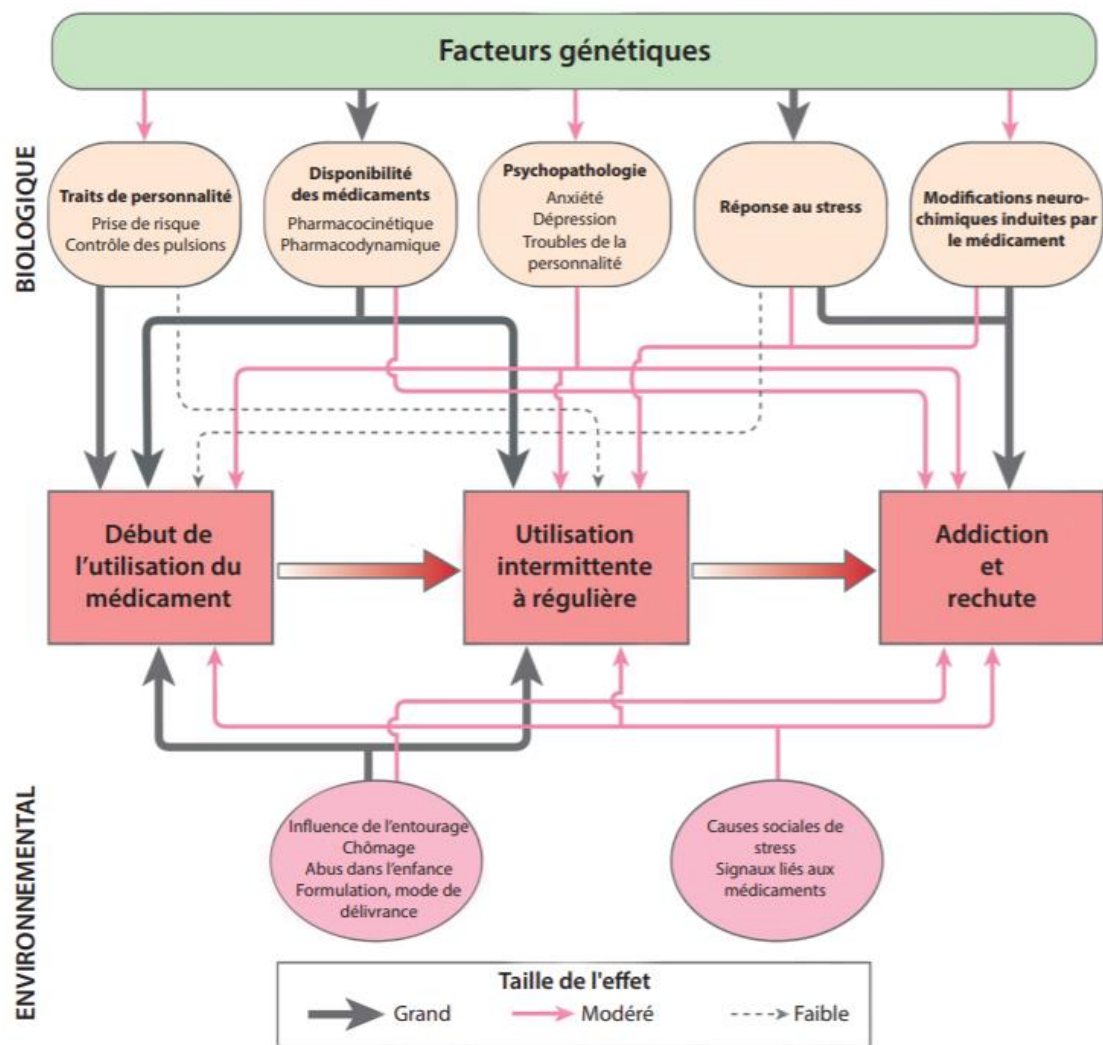 Facteurs génétiques
BIOLOGIQUE
Traits de personnalité
Prise de risque
Contrôle des pulsions
Disponibilité
des médicaments
Pharmacocinétique
Pharmacodynamique
Psychopathologie
Anxiété
Dépression
Troubles de la
personnalité
Réponse au stress
Modifications neuro-
chimiques induites par
le médicament
Début de
l'utilisation du
médicament
Utilisation
intermittente
à régulière
Addiction
et
rechute
ENVIRONNEMENTAL
Influence de l'entourage
Chômage
Abus dans l'enfance
Formulation, mode de
délivrance
Causes sociales de
stress
Signaux liés aux
médicaments
Taille de l'effet
Grand
Modéré
Faible